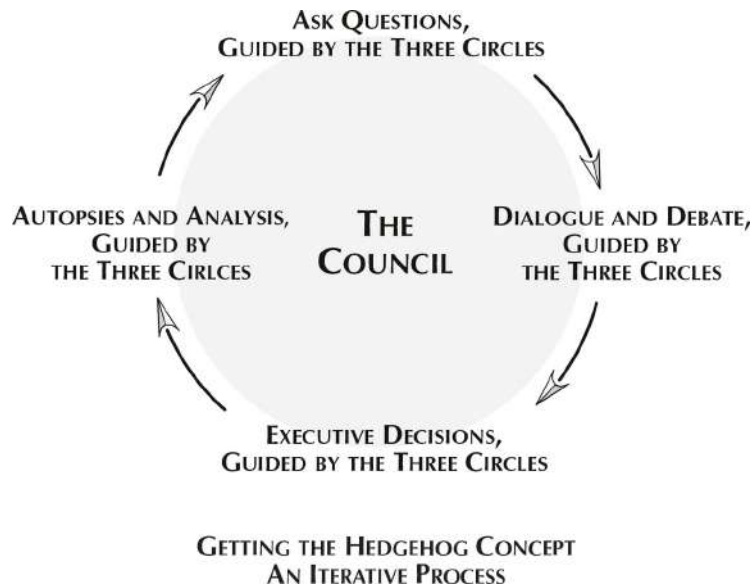 ASK QUESTIONS,
GUIDED BY THE THREE CIRCLES
AUTOPSIES AND ANALYSIS,
GUIDED BY
THE THREE CIRLCES
THE
COUNCIL
DIALOGUE AND DEBATE,
GUIDED BY
THE THREE CIRCLES
EXECUTIVE DECISIONS,
GUIDED BY THE THREE CIRCLES
GETTING THE HEDGEHOG CONCEPT
AN ITERATIVE PROCESS